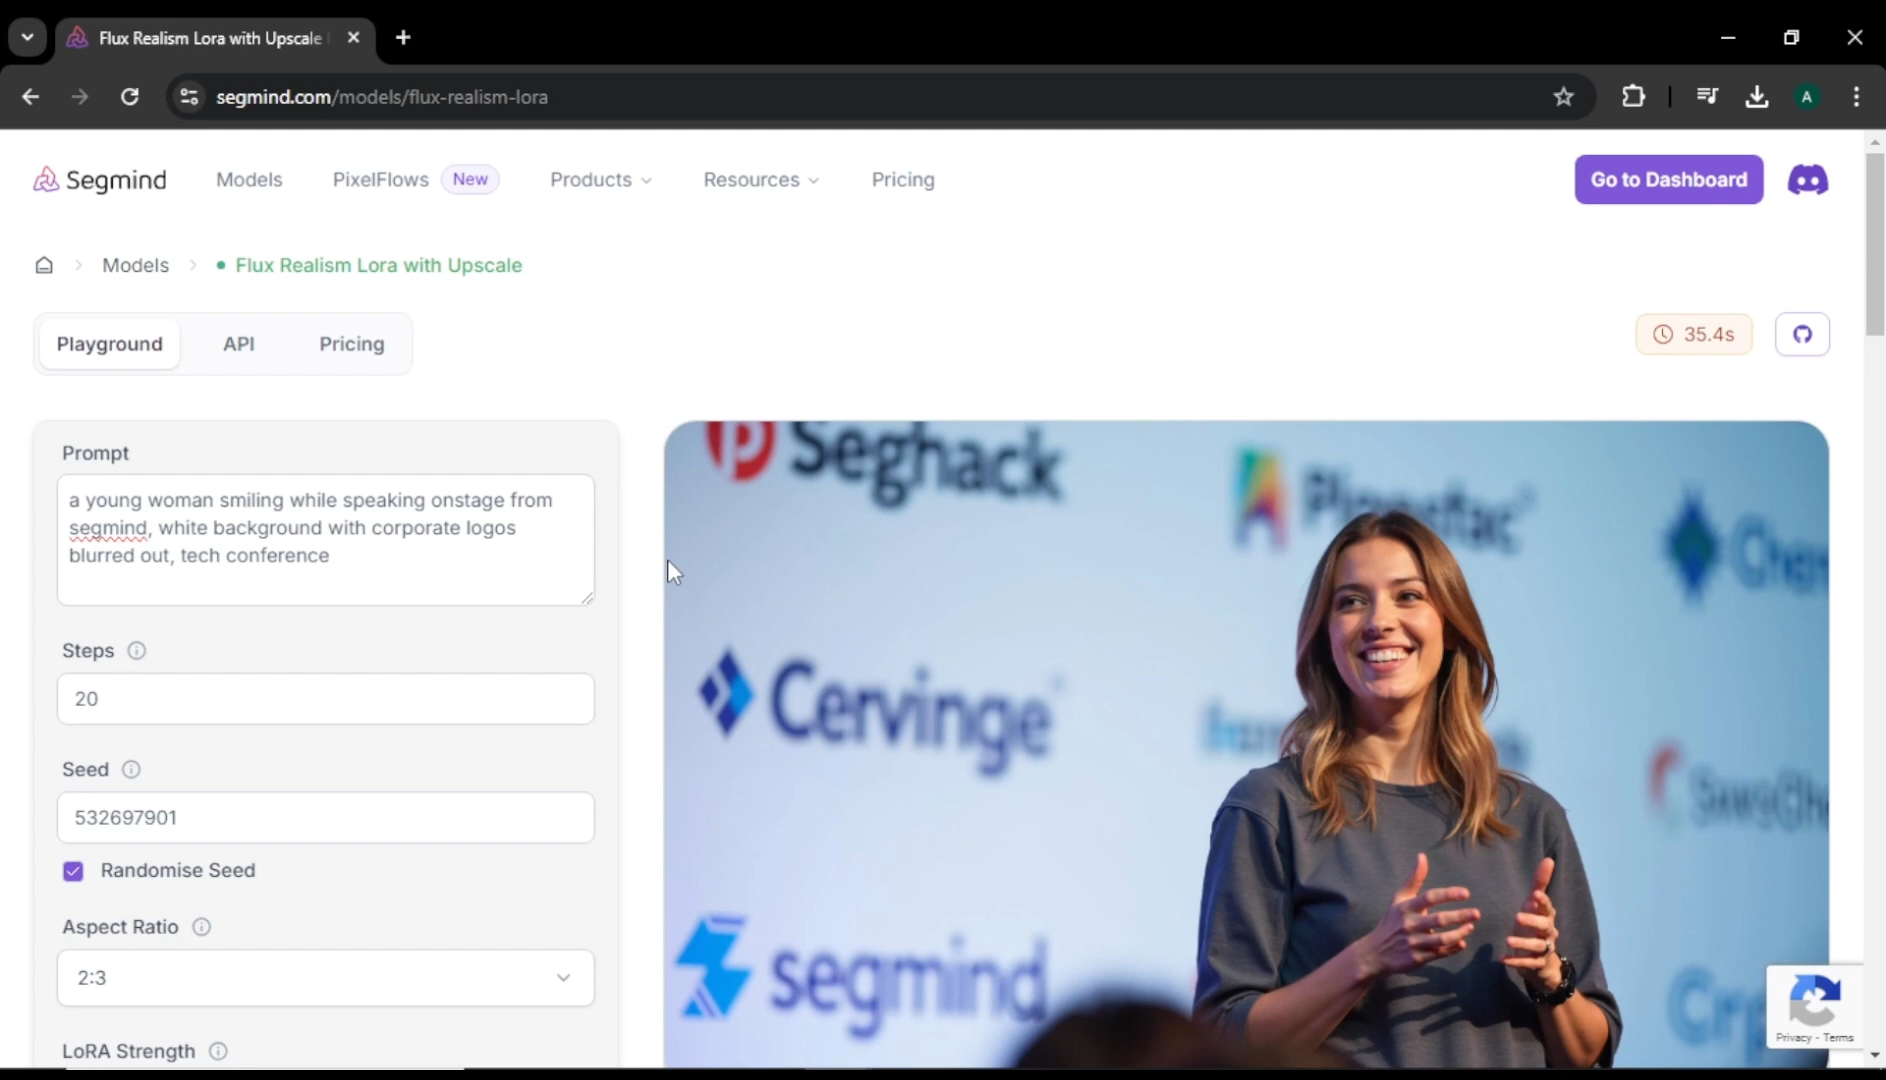 Flux Realism Lora with Upscale
segmind.com/models/flux-realism-lora
A
Segmind
Models
PixelFlows
New
Products
Resources
Pricing
Go to Dashboard
Models
Flux Realism Lora with Upscale
Playground
API
Pricing
35.4s
Prompt
a young woman smiling while speaking onstage from
segmind, white background with corporate logos
blurred out, tech conference
Steps
20
Seed
532697901
Randomise Seed
Aspect Ratio
2:3
LoRA Strength
Seghack
Cervinge
segmind
Privacy - Terms